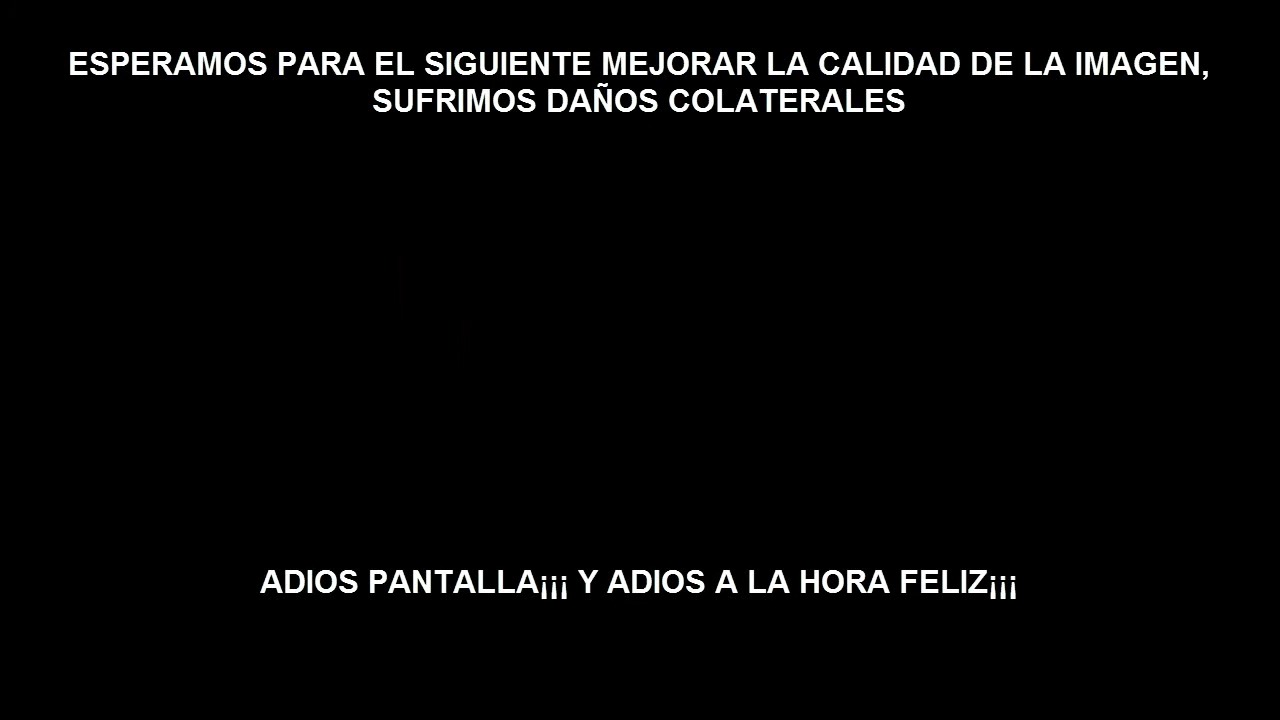 ESPERAMOS PARA EL SIGUIENTE MEJORAR LA CALIDAD DE LA IMAGEN,
SUFRIMOS DAÑOS COLATERALES
ADIOS PANTALLA¡¡¡ Y ADIOS A LA HORA FELIZ¡¡¡